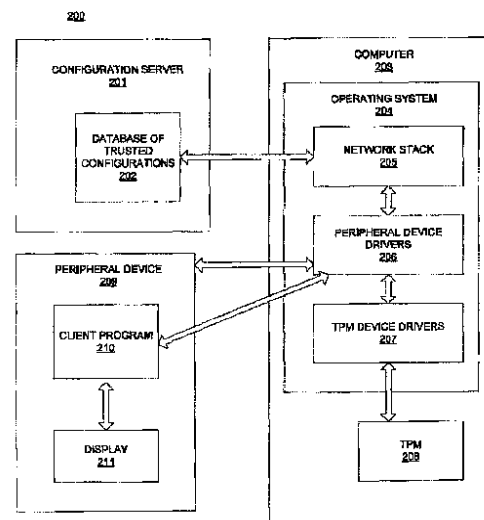 200
CONFIGURATION SERVER
201
DATABASE OF
TRUSTED
CONFIGURATIONS
202
COMPUTER
203
OPERATING SYSTEM
204
NETWORK STACK
205
PERIPHERAL DEVICE
DRIVERS
206
TPM DEVICE DRIVERS
207
TPM
208
PERIPHERAL DEVICE
209
CLIENT PROGRAM
210
DISPLAY
211